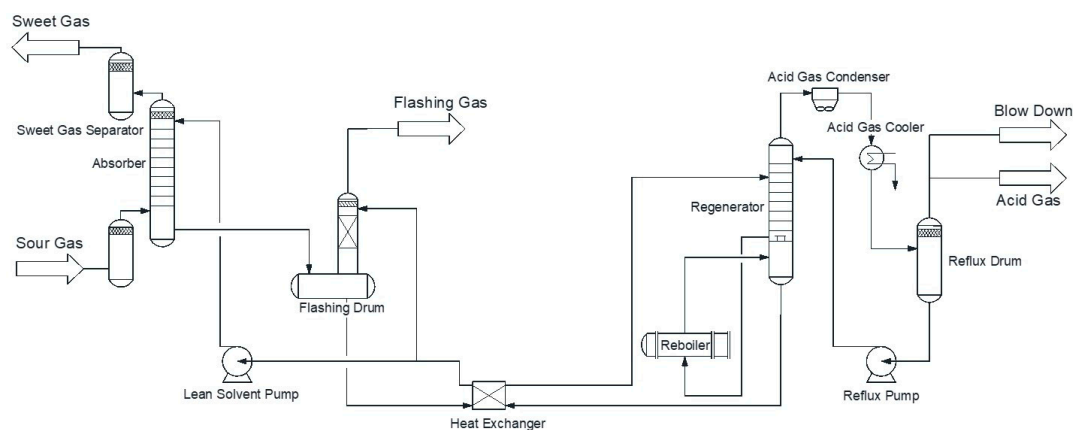 Sweet Gas
Sweet Gas Separator
Absorber
Sour Gas
Flashing Gas
Flashing Drum
Lean Solvent Pump
Heat Exchanger
Acid Gas Condenser
Acid Gas Cooler
Regenerator
Reboiler
Blow Down
Acid Gas
Reflux Drum
Reflux Pump